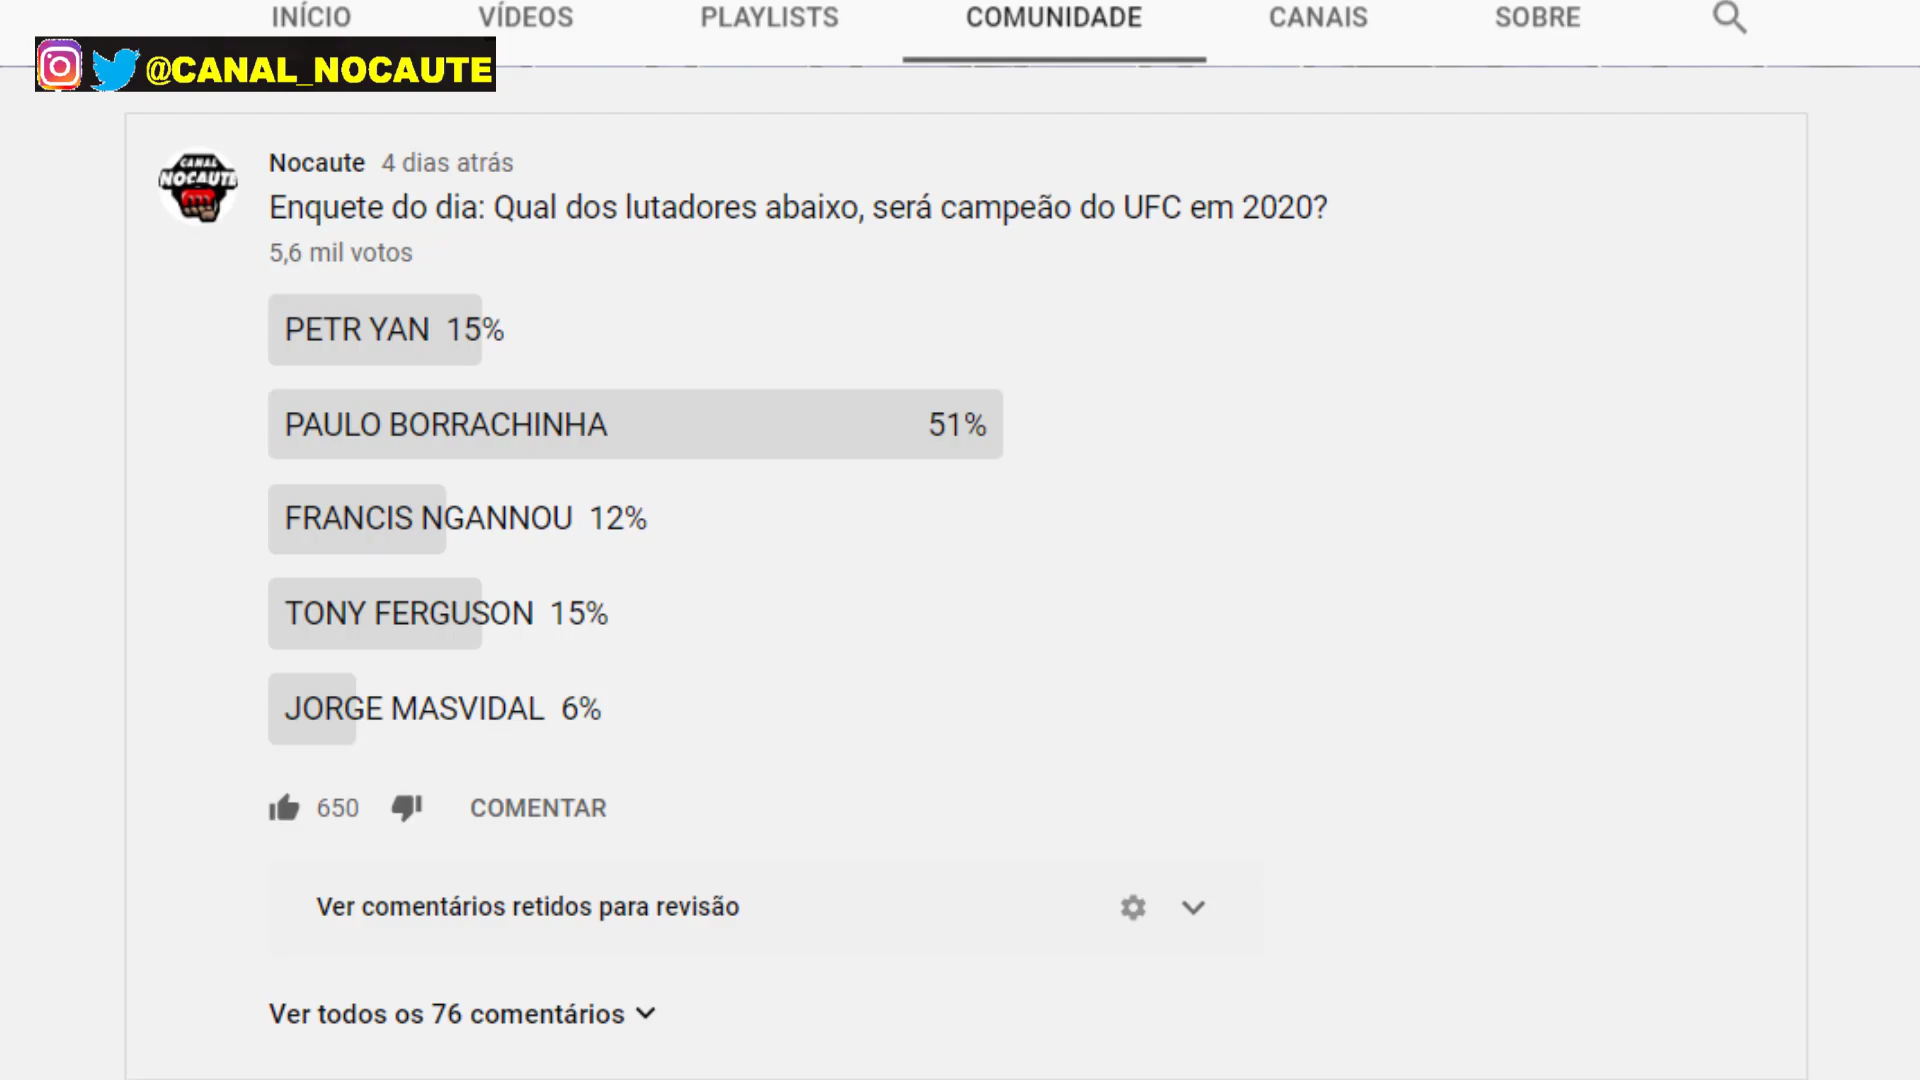 INÍCIO VÍDEOS PLAYLISTS COMUNIDADE CANAIS SOBRE
@CANAL_NOCAUTE
CANAL
NOCAUTE
Nocaute 4 dias atrás
Enquete do dia: Qual dos lutadores abaixo, será campeão do UFC em 2020?
5,6 mil votos
PETR YAN 15%
PAULO BORRACHINHA 51%
FRANCIS NGANNOU 12%
TONY FERGUSON 15%
JORGE MASVIDAL 6%
650 COMENTAR
Ver comentários retidos para revisão
Ver todos os 76 comentários